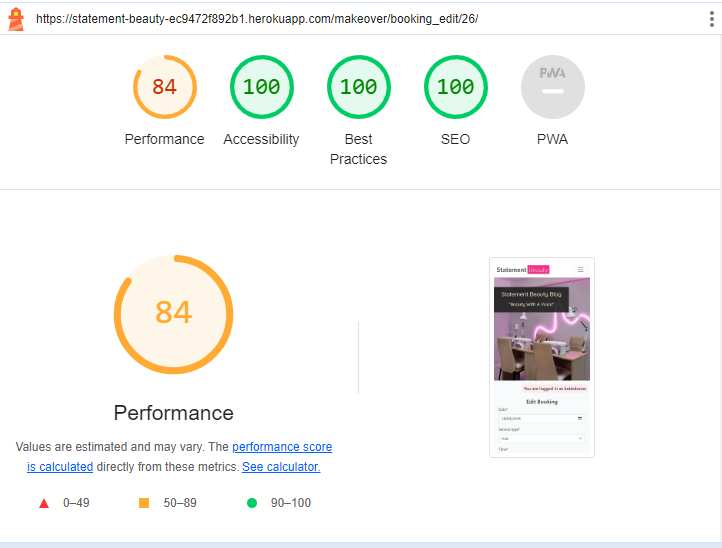 https://statement-beauty-ec9472f892b1.herokuapp.com/makeover/booking_edit/26/
84
100
100
100
PWA
Performance
Accessibility
Best
Practices
SEO
PWA
84
Performance
Values are estimated and may vary. The performance score
is calculated directly from these metrics. See calculator.
0–49
50–89
90–100
Statement Beauty
Statement Beauty Blog
"Beauty With A Voice"
You are logged in as
Edit Booking
Date*
Service type*
Time*